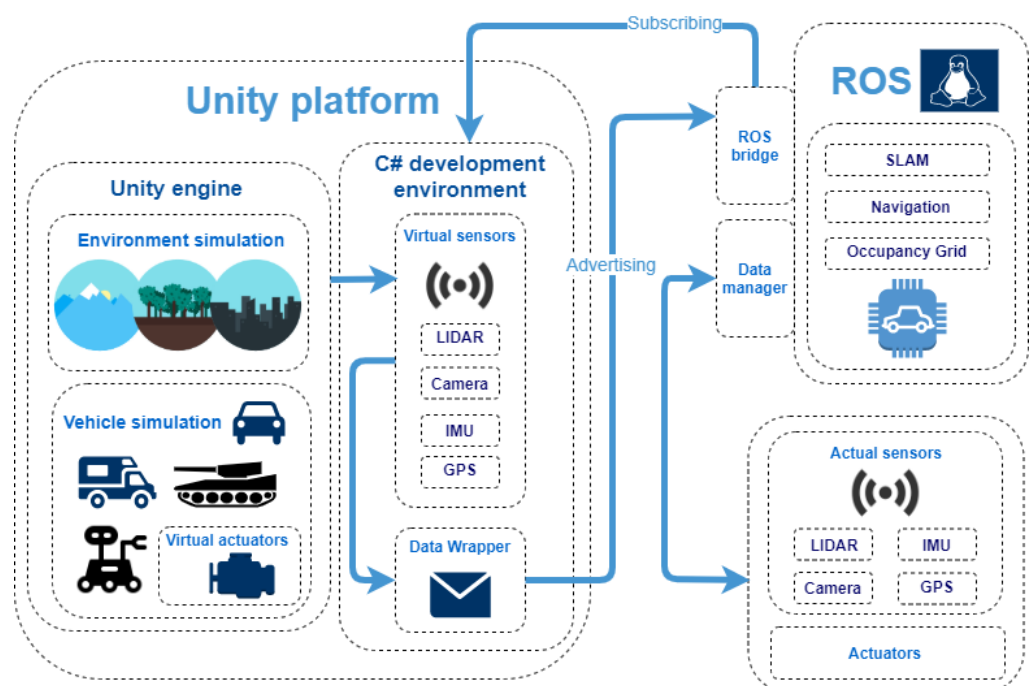 Subscribing
Unity platform
ROS
Unity engine
Environment simulation
Vehicle simulation
Virtual actuators
C# development
environment
Virtual sensors
LIDAR
Camera
IMU
GPS
Data Wrapper
Advertising
ROS
bridge
Data
manager
SLAM
Navigation
Occupancy Grid
Actual sensors
LIDAR
IMU
Camera
GPS
Actuators